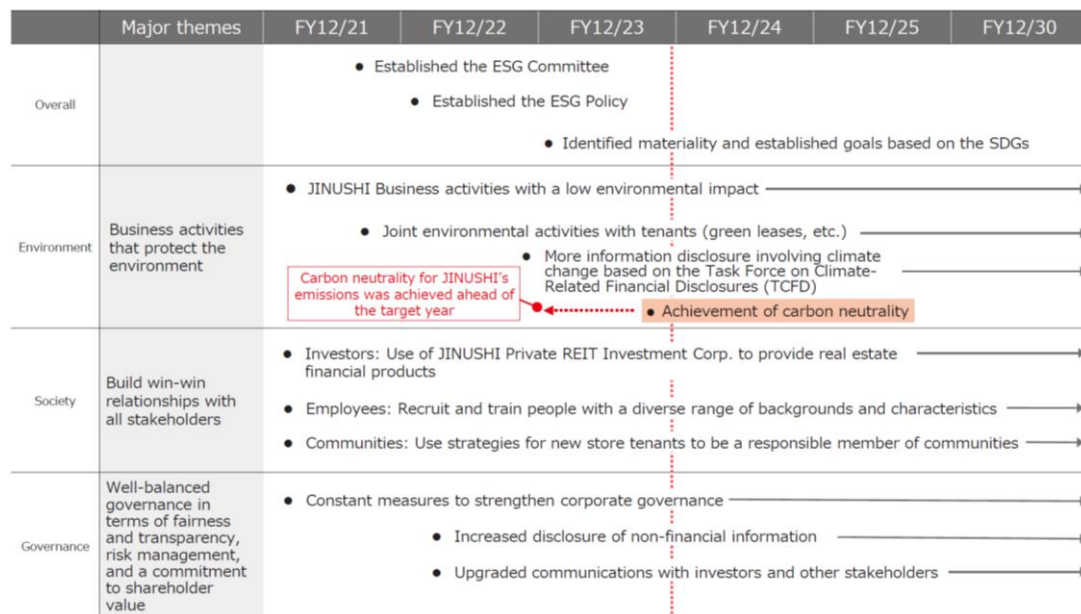 Major themes FY12/21 FY12/22 FY12/23 FY12/24 FY12/25 FY12/30
Overall
● Established the ESG Committee
● Established the ESG Policy
● Identified materiality and established goals based on the SDGs
Environment
Business activities
that protect the
environment
● JINUSHI Business activities with a low environmental impact
● Joint environmental activities with tenants (green leases, etc.)
● More information disclosure involving climate
change based on the Task Force on Climate-
Related Financial Disclosures (TCFD)
Carbon neutrality for JINUSHI's
emissions was achieved ahead of
the target year
● Achievement of carbon neutrality
Society
Build win-win
relationships with
all stakeholders
● Investors: Use of JINUSHI Private REIT Investment Corp. to provide real estate
financial products
● Employees: Recruit and train people with a diverse range of backgrounds and characteristics
● Communities: Use strategies for new store tenants to be a responsible member of communities
Governance
Well-balanced
governance in
terms of fairness
and transparency,
risk management,
and a commitment
to shareholder
value
● Constant measures to strengthen corporate governance
● Increased disclosure of non-financial information
● Upgraded communications with investors and other stakeholders